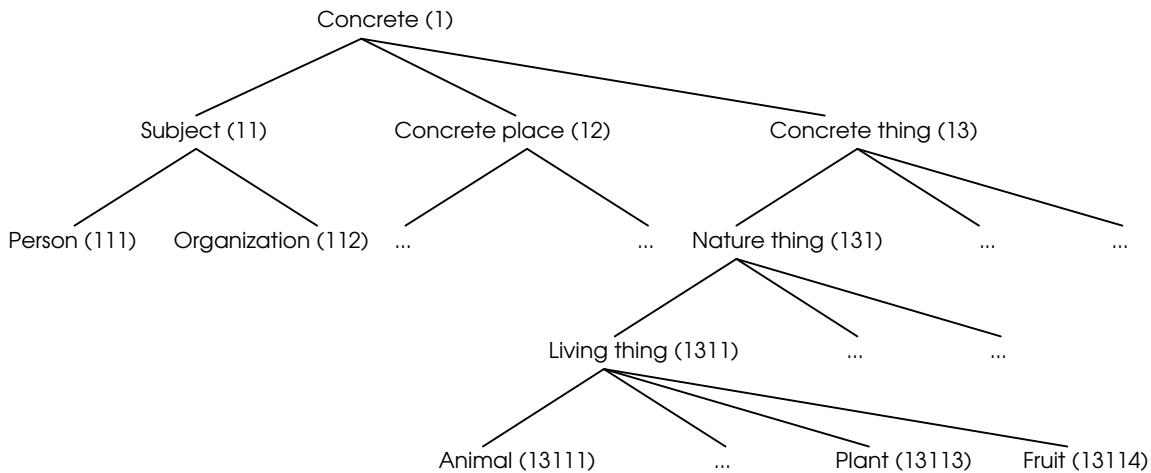 Concrete (1)
Subject (11) Concrete place (12) Concrete thing (13)
Person (111) Organization (112) ... ... Nature thing (131) ... ...
Living thing (1311) ... ...
Animal (13111) ... Plant (13113) Fruit (13114)